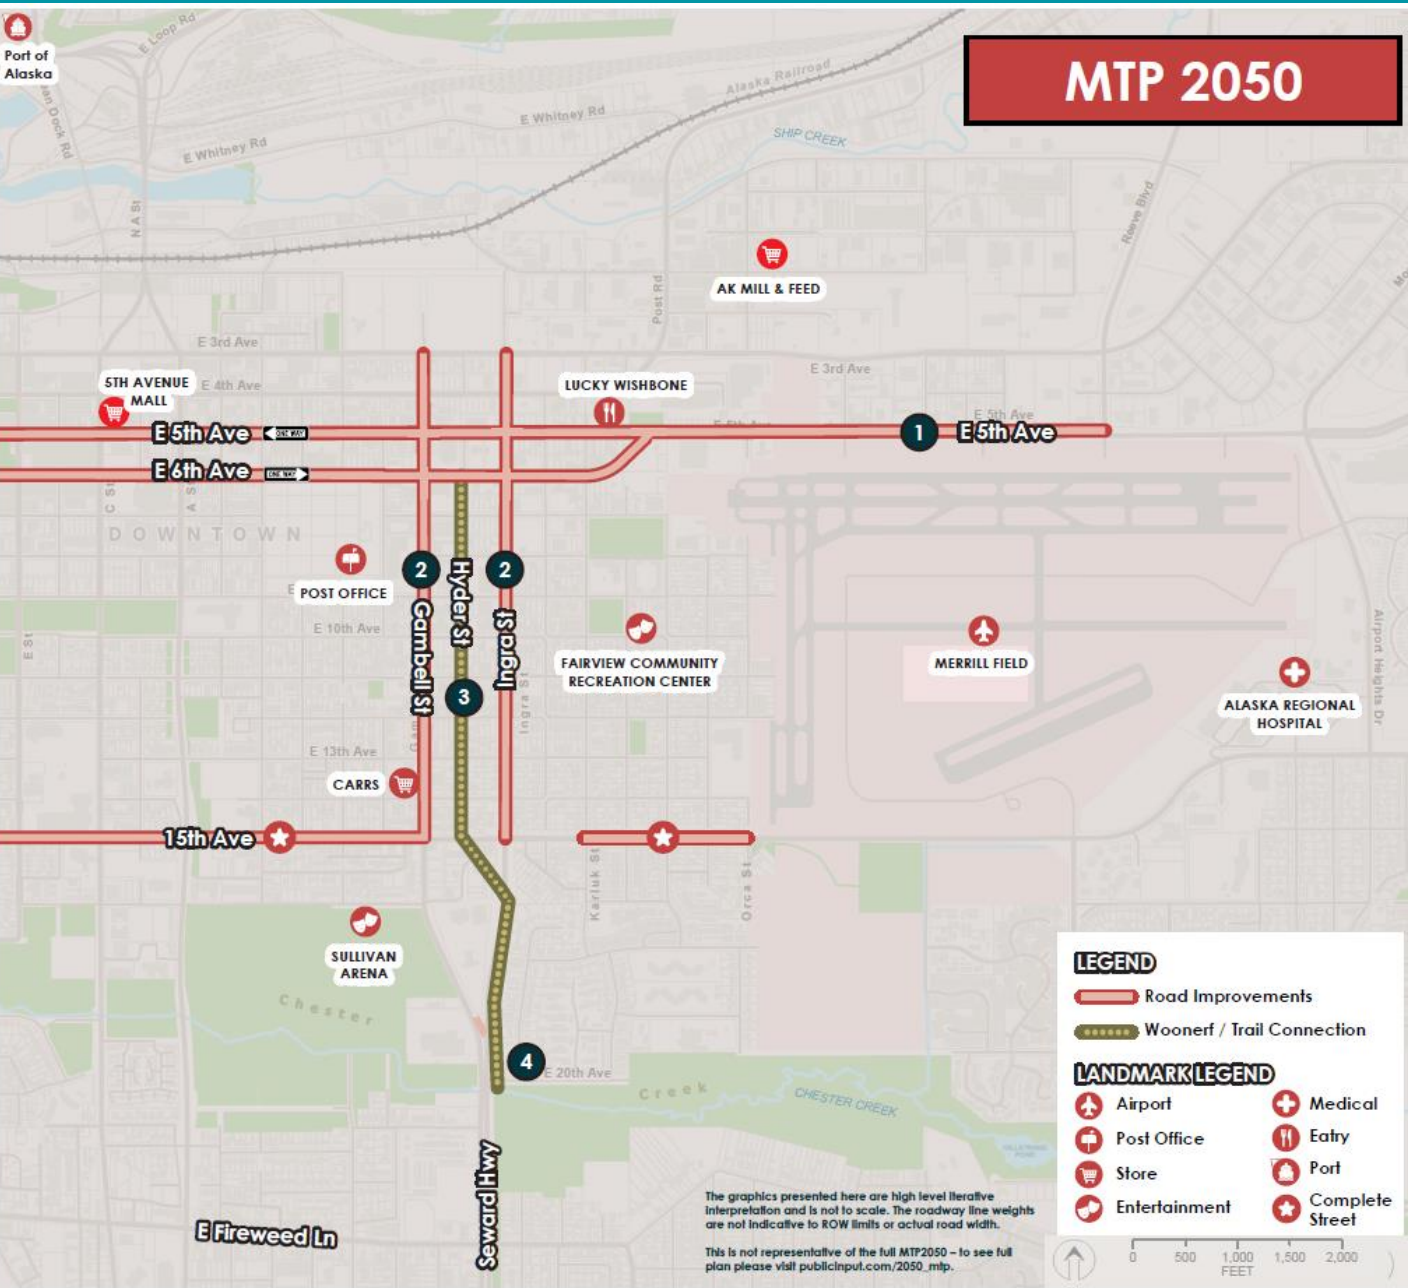 Port of
Alaska
E Loop Rd
MTP 2050
Alaska Railroad
E Whitney Rd
SHIP CREEK
E Whitney Rd
N A St
Reeve Blvd
AK MILL & FEED
Post Rd
E 3rd Ave
E 3rd Ave
5TH AVENUE
MALL
E 4th Ave
LUCKY WISHBONE
E 5th Ave
E 5th Ave
ONE WAY
1
E 5th Ave
E 6th Ave
ONE WAY
C St
A S
DOWNTOWN
POST OFFICE
2
2
Hyder St
Gambell St
Ingra St
Ingra St
E 10th Ave
E St
FAIRVIEW COMMUNITY
RECREATION CENTER
MERRILL FIELD
Airport Heights Dr
ALASKA REGIONAL
HOSPITAL
3
Gam
E 13th Ave
CARRS
15th Ave
Karluk St
Orca St
SULLIVAN
ARENA
Chester
4
E 20th Ave
Creek
CHESTER CREEK
Seward Hwy
E Fireweed Ln
LEGEND
Road Improvements
Woonerf / Trail Connection
LANDMARK LEGEND
Airport
Medical
Post Office
Eatry
Store
Port
Entertainment
Complete
Street
The graphics presented here are high level iterative
interpretation and is not to scale. The roadway line weights
are not indicative to ROW limits or actual road width.
This is not representative of the full MTP2050 – to see full
plan please visit publicinput.com/2050_mtp.
0 500 1,000 1,500 2,000
FEET